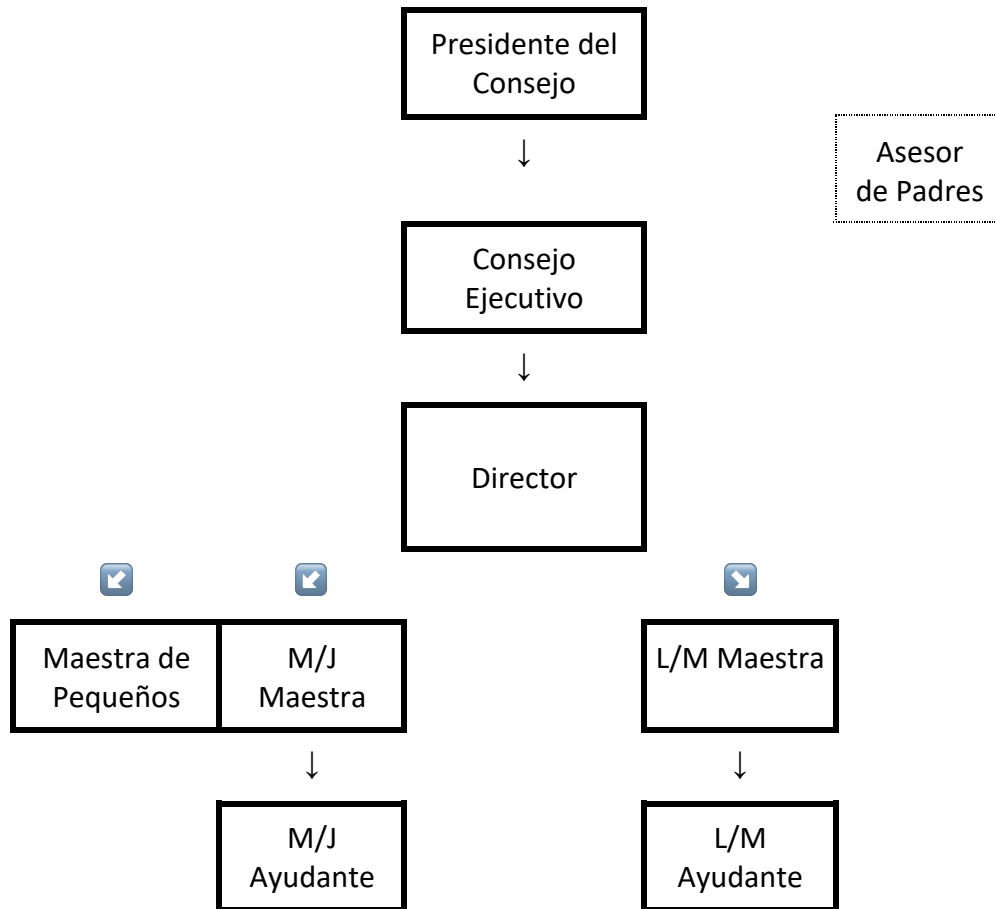 Presidente del
Consejo
↓
Asesor
de Padres
Consejo
Ejecutivo
↓
Director
↙ ↙ ↘
Maestra de
Pequeños
M/J
Maestra
L/M Maestra
↓ ↓
M/J
Ayudante
L/M
Ayudante